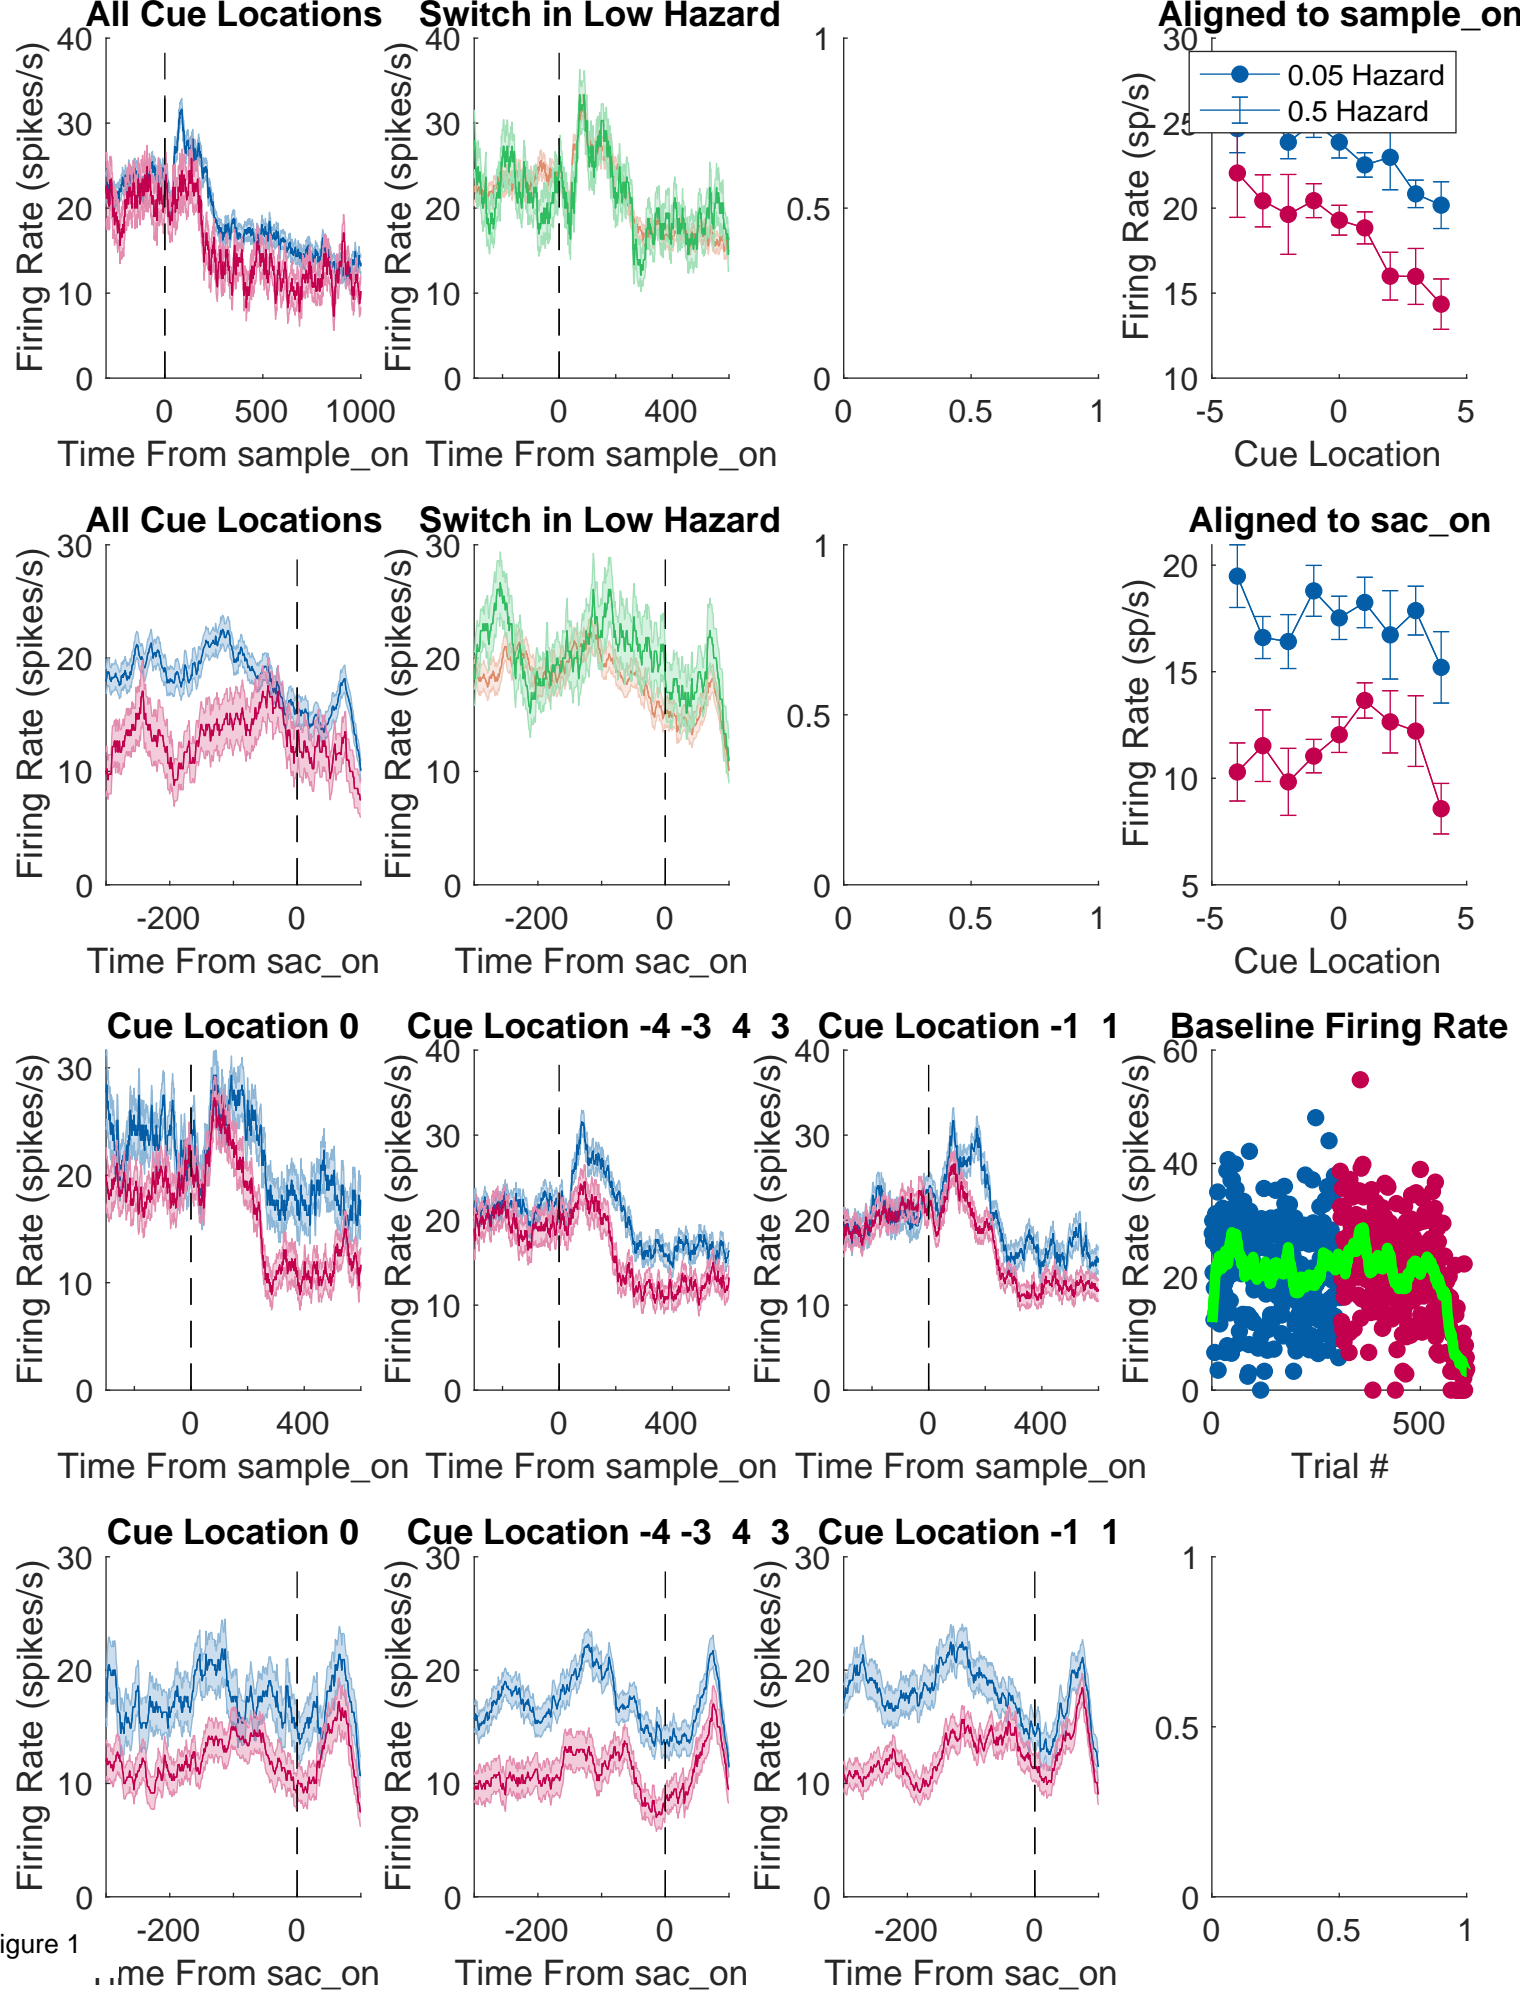 All Cue Locations
Firing Rate (spikes/s)
40
30
20
10
0
0 500 1000
Time From sample_on
Switch in Low Hazard
Firing Rate (spikes/s)
40
30
20
10
0
0 400
Time From sample_on
1
0.5
0
0 0.5 1
Aligned to sample_on
Firing Rate (sp/s)
30
25
20
15
10
-5 0 5
Cue Location
0.05 Hazard
0.5 Hazard
All Cue Locations
Firing Rate (spikes/s)
30
20
10
0
-200 0
Time From sac_on
Switch in Low Hazard
Firing Rate (spikes/s)
30
20
10
0
-200 0
Time From sac_on
1
0.5
0
0 0.5 1
Aligned to sac_on
Firing Rate (sp/s)
20
15
10
5
-5 0 5
Cue Location
Cue Location 0
Firing Rate (spikes/s)
30
20
10
0
0 400
Time From sample_on
Cue Location -4 -3 4 3
Firing Rate (spikes/s)
40
30
20
10
0
0 400
Time From sample_on
Cue Location -1 1
Firing Rate (spikes/s)
40
30
20
10
0
0 400
Time From sample_on
Baseline Firing Rate
Firing Rate (spikes/s)
60
40
20
0
0 500
Trial #
Cue Location 0
Firing Rate (spikes/s)
30
20
10
0
-200 0
Time From sac_on
Cue Location -4 -3 4 3
Firing Rate (spikes/s)
30
20
10
0
-200 0
Time From sac_on
Cue Location -1 1
Firing Rate (spikes/s)
30
20
10
0
-200 0
Time From sac_on
1
0.5
0
0 0.5 1
igure 1